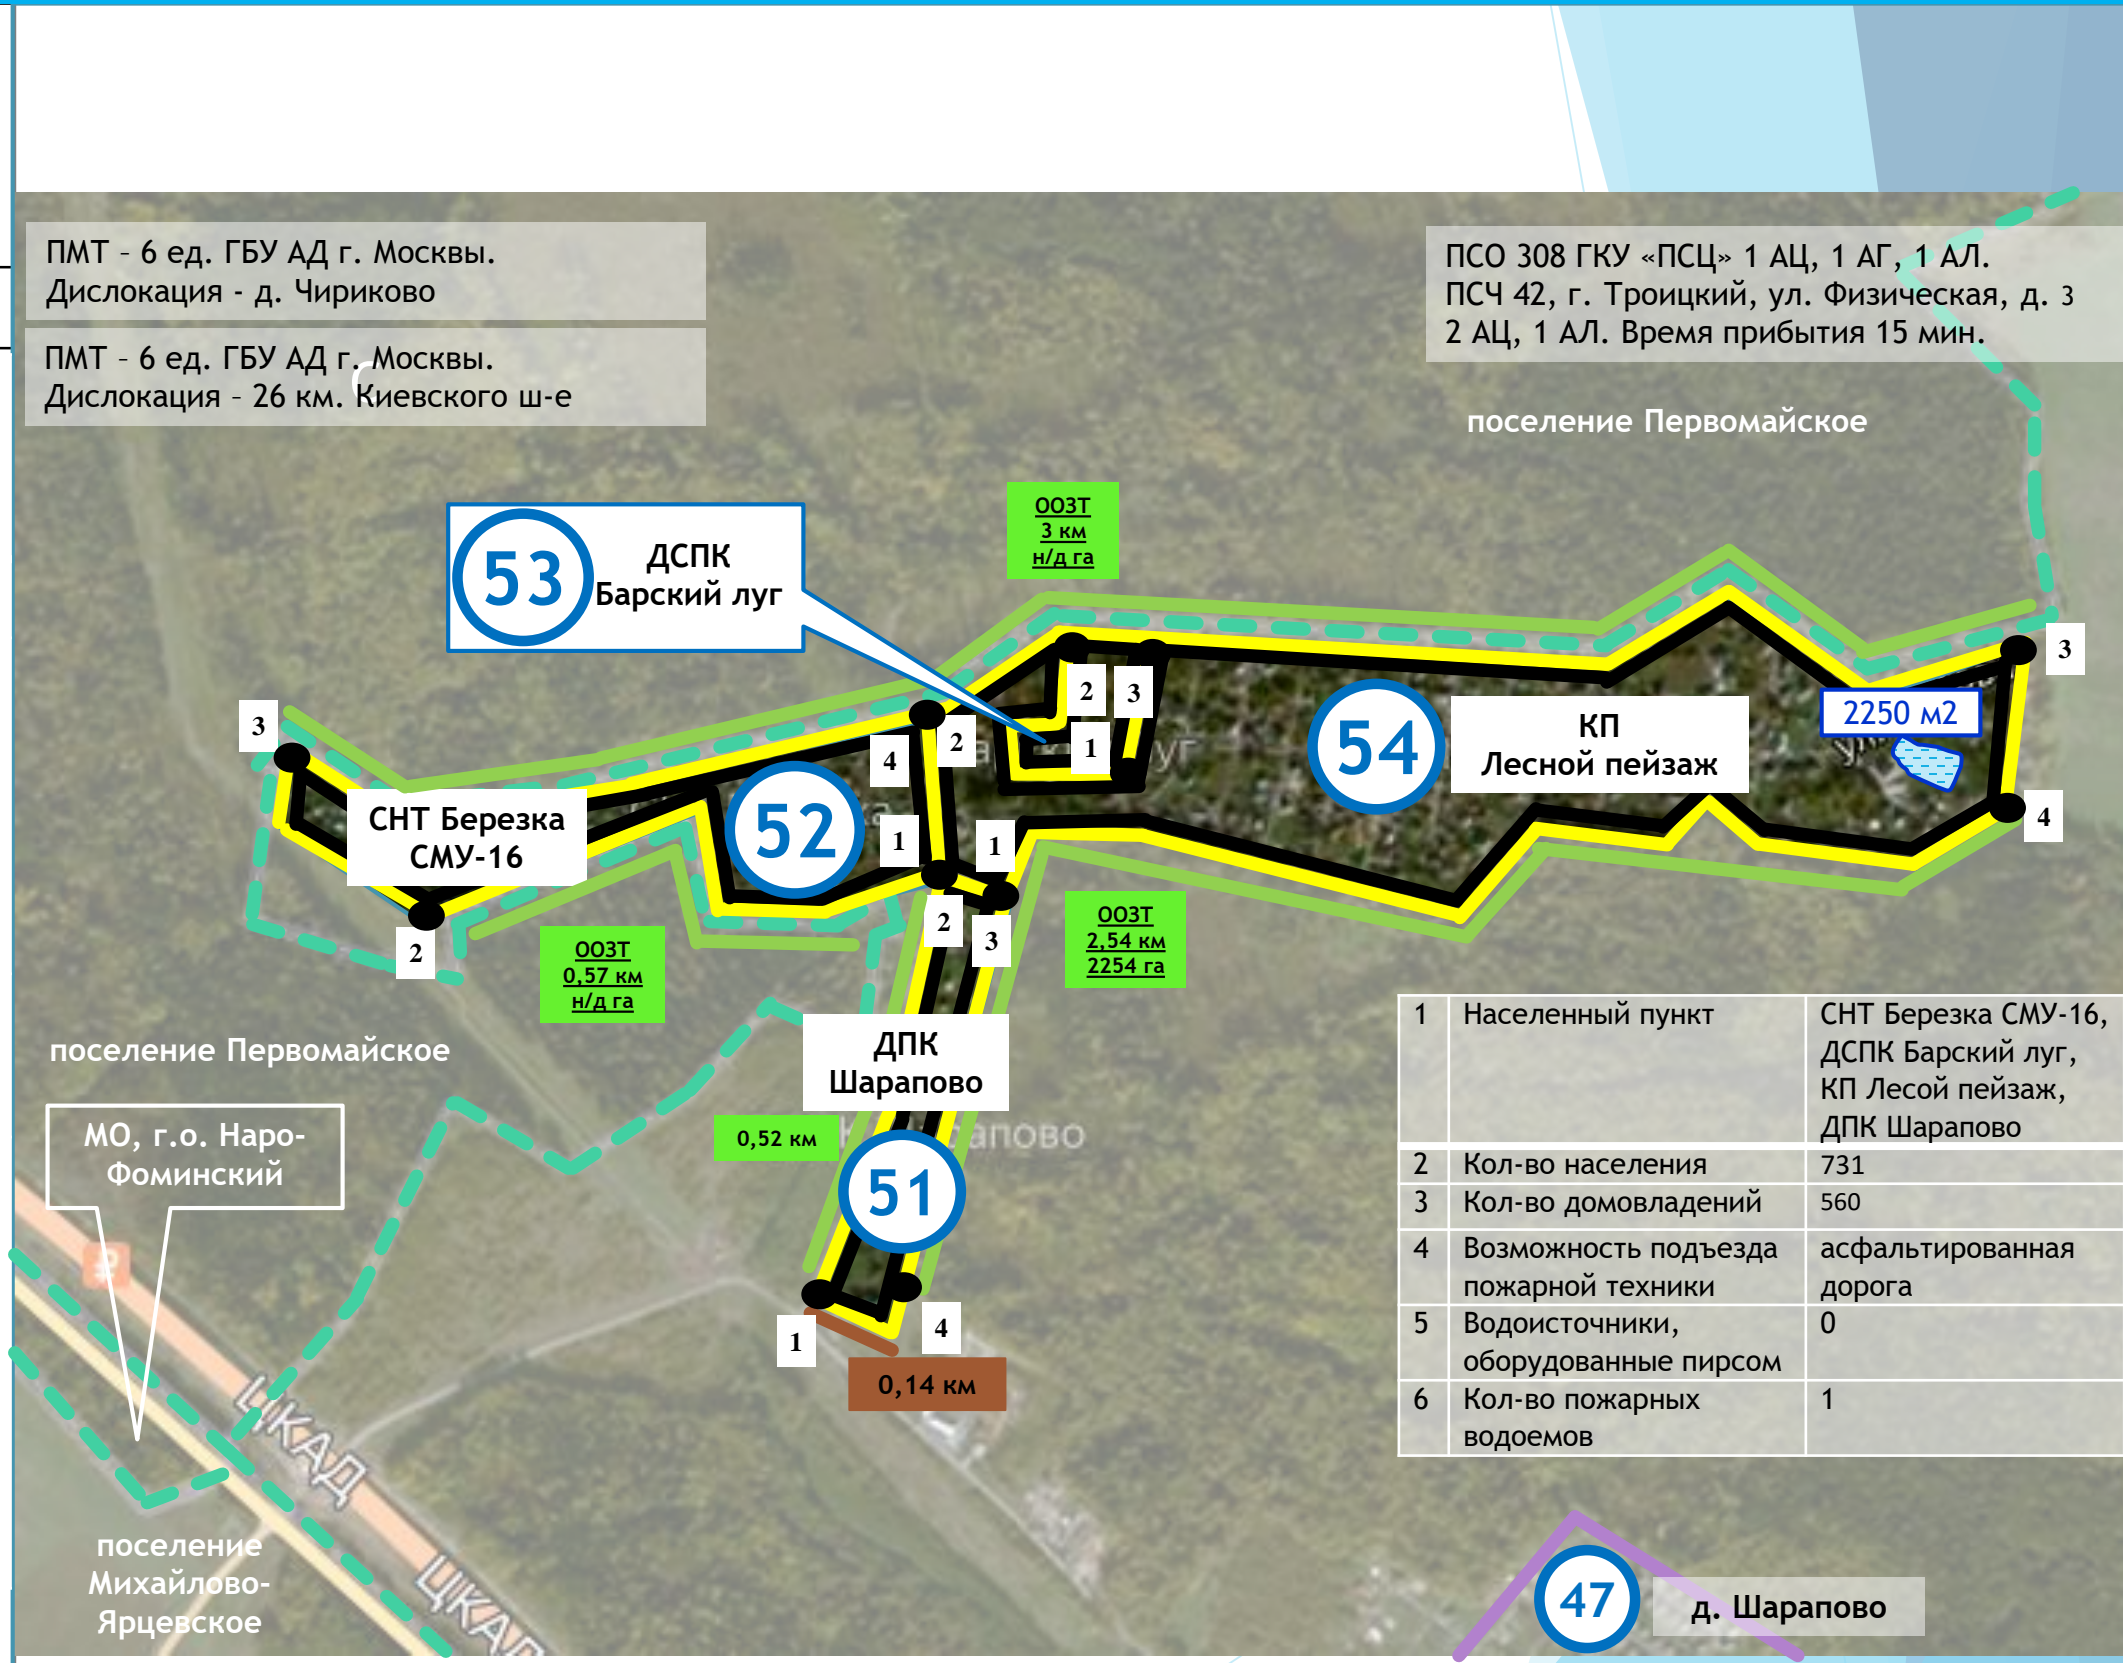 ПМТ - 6 ед. ГБУ АД г. Москвы.
Дислокация - д. Чириково
ПМТ - 6 ед. ГБУ АД г. Москвы.
Дислокация - 26 км. Киевского ш-е
ПСО 308 ГКУ «ПСЦ» 1 АЦ, 1 АГ, 1 АЛ.
ПСЧ 42, г. Троицкий, ул. Физическая, д. 3
2 АЦ, 1 АЛ. Время прибытия 15 мин.
поселение Первомайское
53
ДСПК
Барский луг
ООЗТ
3 км
н/д га
3
2
3
3
2250 м2
4
2
1
54
КП
Лесной пейзаж
СНТ Березка
СМУ-16
52
1
1
4
2
2
3
ООЗТ
0,57 км
н/д га
ООЗТ
2,54 км
2254 га
поселение Первомайское
ДПК
Шарапово
0,52 км
апово
51
МО, г.о. Наро-
Фоминский
1
4
0,14 км
1 Населенный пункт СНТ Березка СМУ-16,
ДСПК Барский луг,
КП Лесой пейзаж,
ДПК Шарапово
2 Кол-во населения 731
3 Кол-во домовладений 560
4 Возможность подъезда асфальтированная
пожарной техники дорога
5 Водоисточники, 0
оборудованные пирсом
6 Кол-во пожарных 1
водоемов
ЦКАД
ЦКАД
поселение
Михайлово-
Ярцевское
47
д. Шарапово